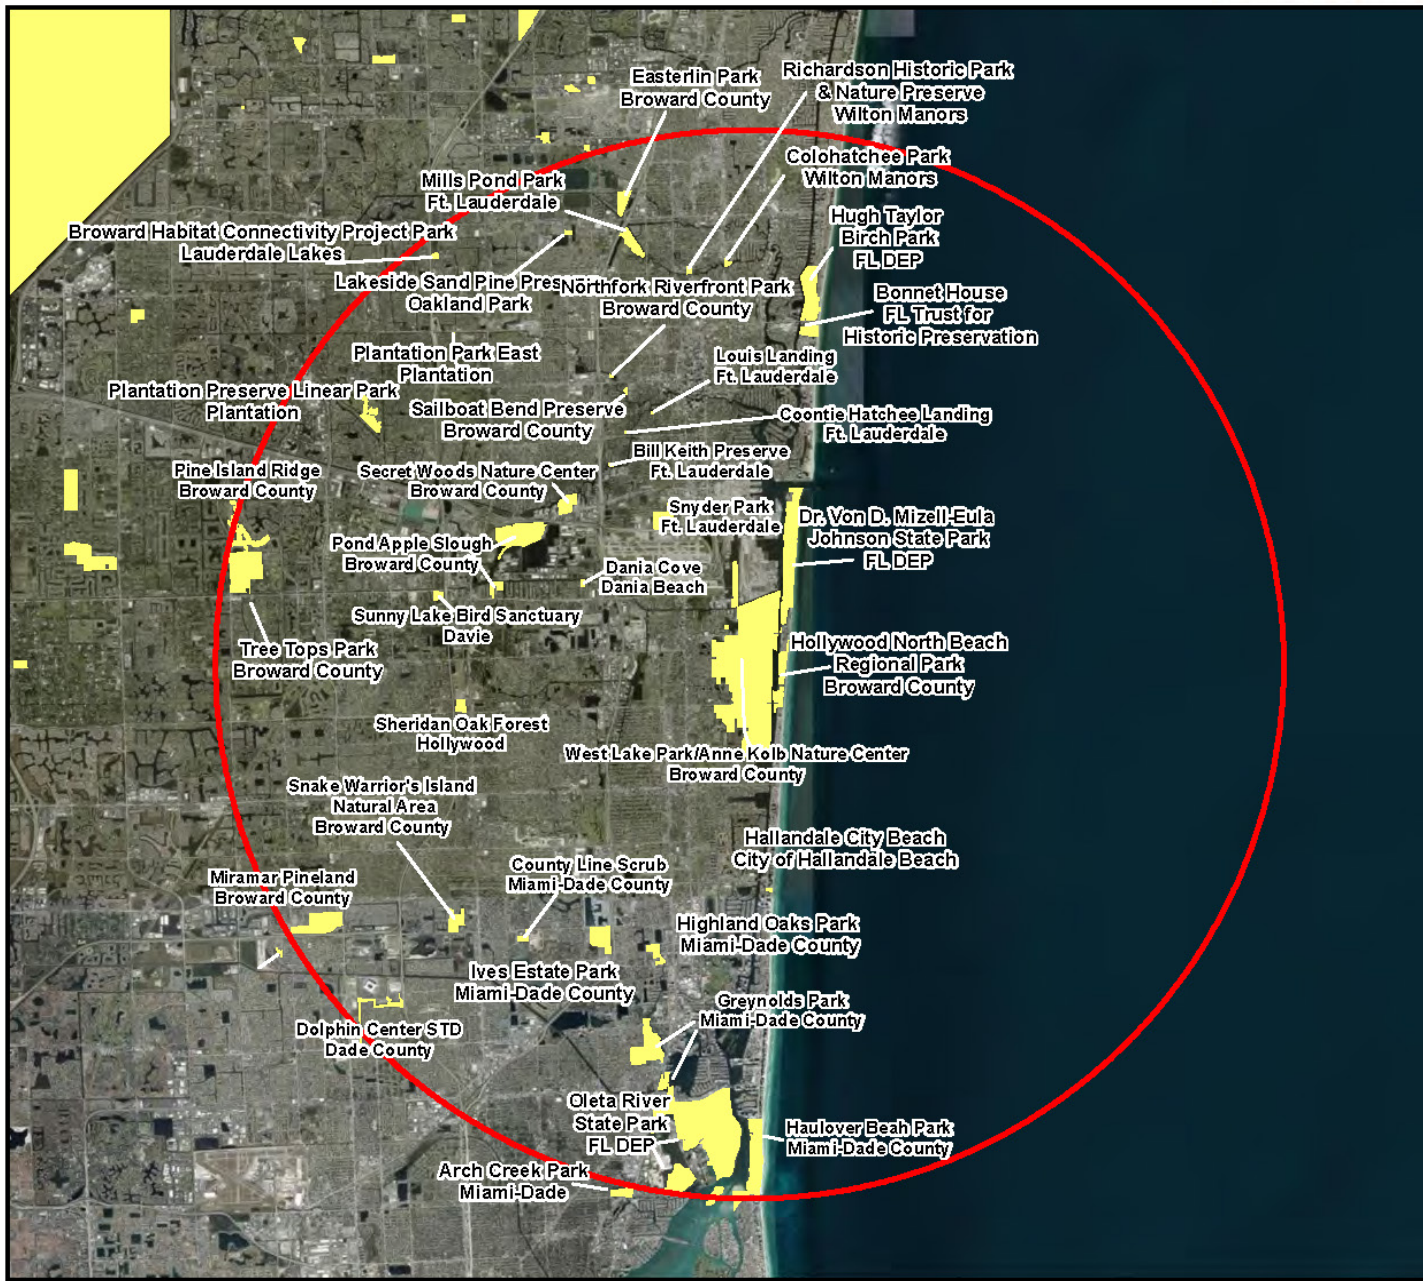 Easterlin Park
Broward County
Richardson Historic Park
& Nature Preserve
Wilton Manors
Colohatchee Park
Wilton Manors
Mills Pond Park
Ft. Lauderdale
Hugh Taylor
Birch Park
FL DEP
Broward Habitat Connectivity Project Park
Lauderdale Lakes
Lakeside Sand Pine Pres
Oakland Park
Northfork Riverfront Park
Broward County
Bonnet House
FL Trust for
Historic Preservation
Plantation Park East
Plantation
Louis Landing
Ft. Lauderdale
Plantation Preserve Linear Park
Plantation
Sailboat Bend Preserve
Broward County
Coontie Hatchee Landing
Ft. Lauderdale
Bill Keith Preserve
Ft. Lauderdale
Pine Island Ridge
Broward County
Secret Woods Nature Center
Broward County
Snyder Park
Ft. Lauderdale
Dr. Von D. Mizell-Eula
Johnson State Park
FL DEP
Pond Apple Slough
Broward County
Dania Cove
Dania Beach
Sunny Lake Bird Sanctuary
Davie
Tree Tops Park
Broward County
Hollywood North Beach
Regional Park
Broward County
Sheridan Oak Forest
Hollywood
West Lake Park/Anne Kolb Nature Center
Broward County
Snake Warrior's Island
Natural Area
Broward County
Hallandale City Beach
City of Hallandale Beach
County Line Scrub
Miami-Dade County
Miramar Pineland
Broward County
Highland Oaks Park
Miami-Dade County
Ives Estate Park
Miami-Dade County
Greynolds Park
Miami-Dade County
Dolphin Center STD
Dade County
Oleta River
State Park
FL DEP
Haulover Beah Park
Miami-Dade County
Arch Creek Park
Miami-Dade